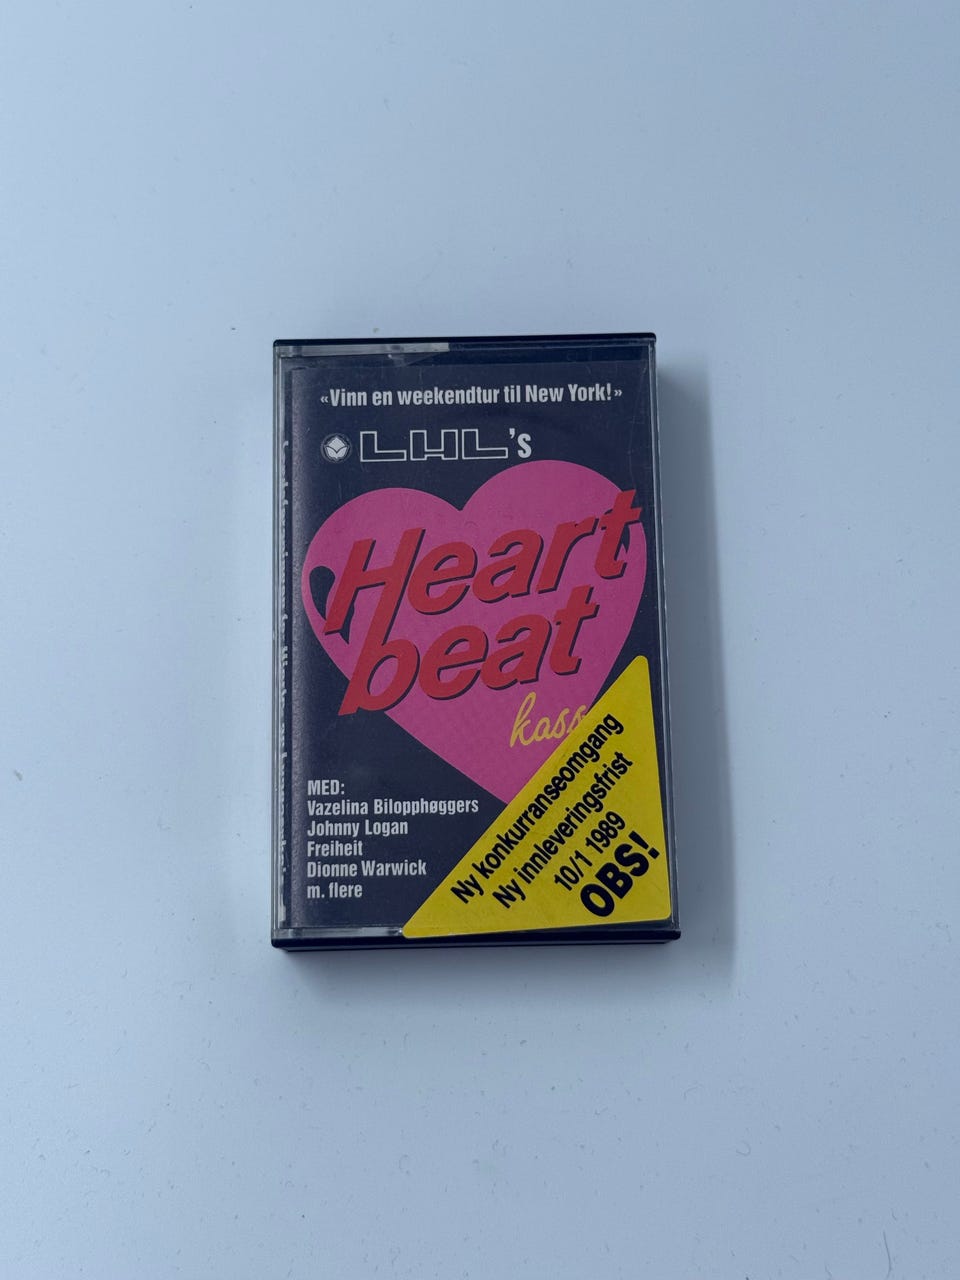 «Vinn en weekendtur til New York!»
LHL's
Heart
beat
MED:
Vazelina Bilopphøggers
Johnny Logan
Freiheit
Dionne Warwick
m. flere
Ny konkurranseomgang
Ny innleveringsfrist
10/1 1989
OBS!